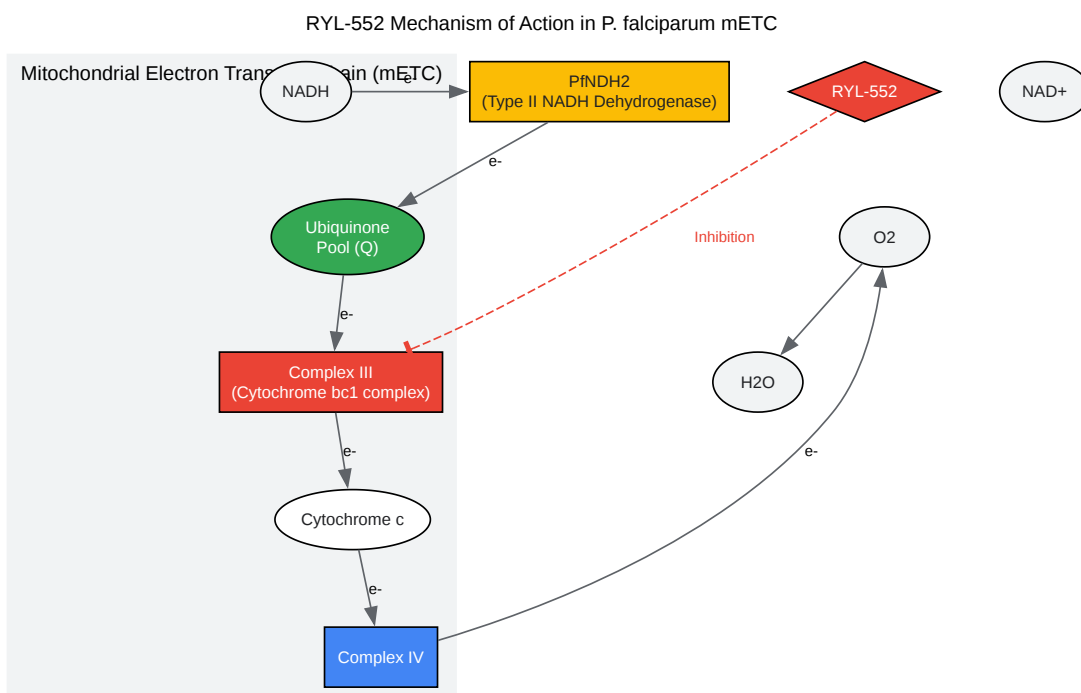 RYL-552 Mechanism of Action in P. falciparum mETC
Mitochondrial Electron Trans ain (mETC)
NADH
e-
PfNDH2
(Type II NADH Dehydrogenase)
RYL-552
NAD+
e-
Ubiquinone
Pool (Q)
Inhibition
O2
e-
Complex III
(Cytochrome bc1 complex)
H2O
e-
e-
Cytochrome c
e-
Complex IV